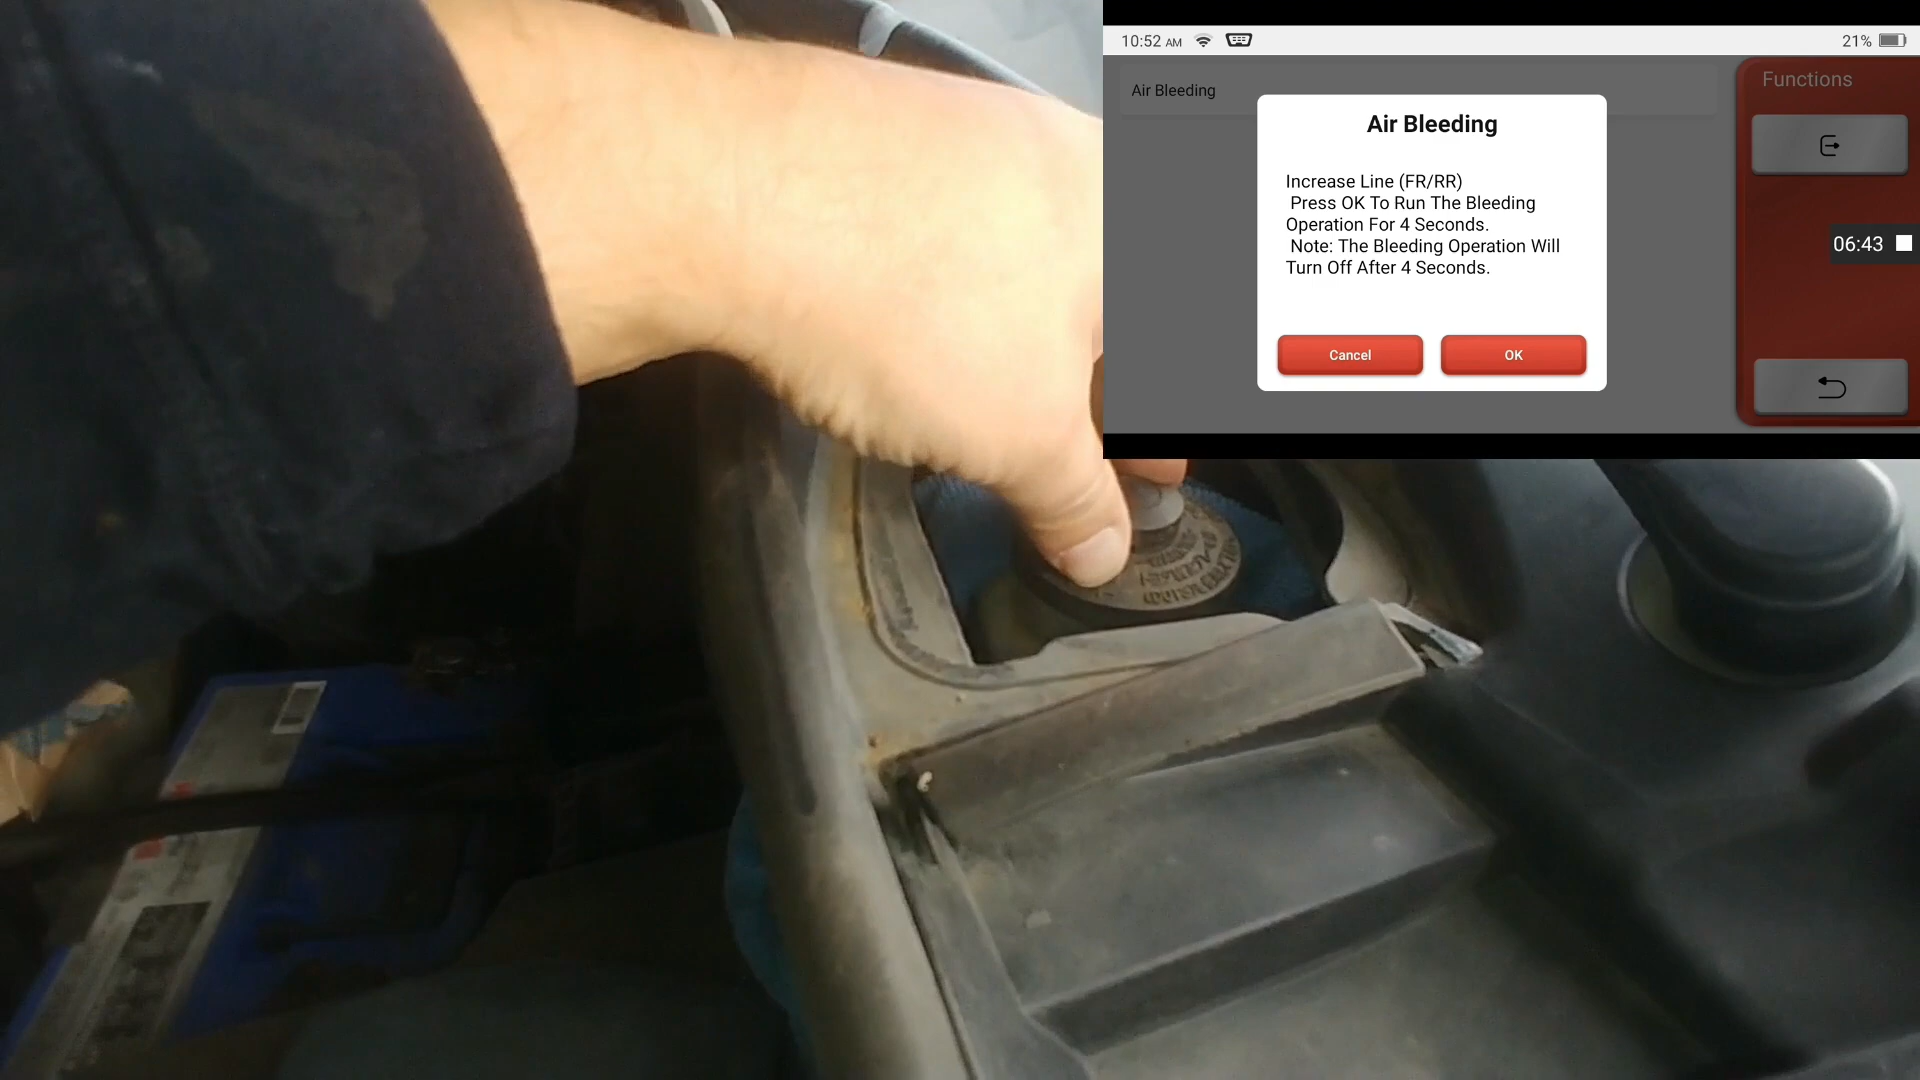 10:52 AM
21%
Air Bleeding
Functions
Air Bleeding
Increase Line (FR/RR)
Press OK To Run The Bleeding
Operation For 4 Seconds.
Note: The Bleeding Operation Will
Turn Off After 4 Seconds.
06:43
Cancel
OK